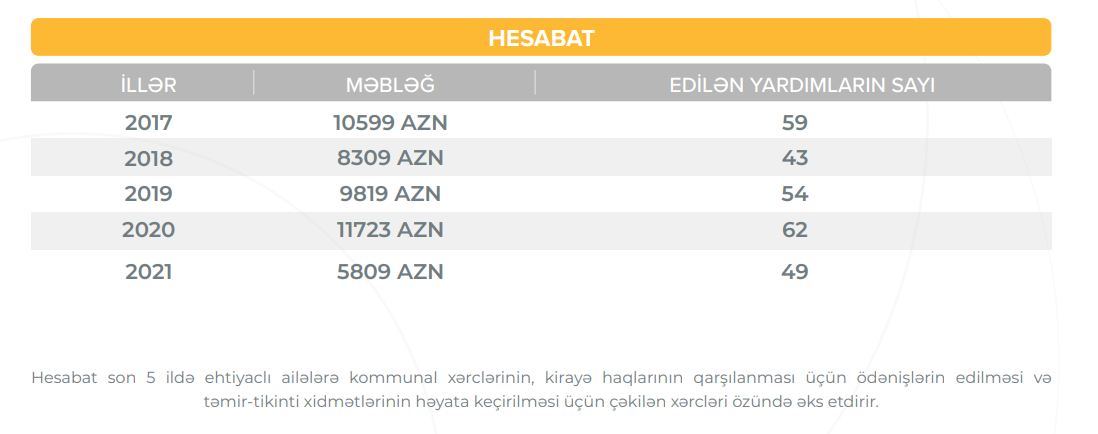 HESABAT
İLLƏR MƏBLƏĞ EDİLƏN YARDIMLARIN SAYI
2017 10599 AZN 59
2018 8309 AZN 43
2019 9819 AZN 54
2020 11723 AZN 62
2021 5809 AZN 49
Hesabat son 5 ildə ehtiyaclı ailələrə kommunal xərclərinin, kirayə haqlarının qarşılanması üçün ödənişlərin edilməsi və
təmir-tikinti xidmətlərinin həyata keçirilməsi üçün çəkilən xərcləri özündə əks etdirir.